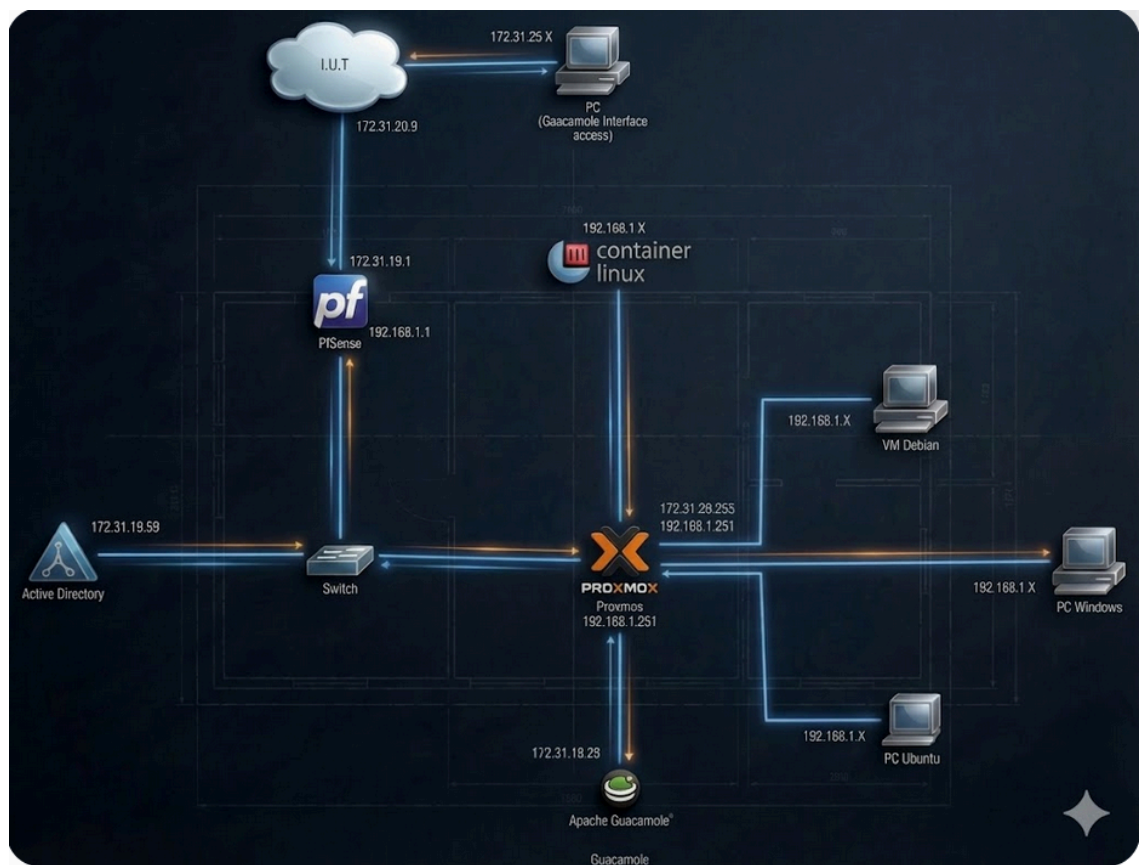 I.U.T
172.31.25 X
PC
(Gaacamole Interface
access)
172.31.20.9
192.168.1 X
container
linux
172.31.19.1
pf
192.168.1.1
PfSense
192.168.1.X
VM Debian
172.31.28.255
192.168.1.251
172.31.19.59
Active Directory
Switch
PROXMOX
Proxmos
192.168.1.251
192.168.1 X
PC Windows
192.168.1.X
PC Ubuntu
172.31.18.28
Apache Guacamole®
Guacamole